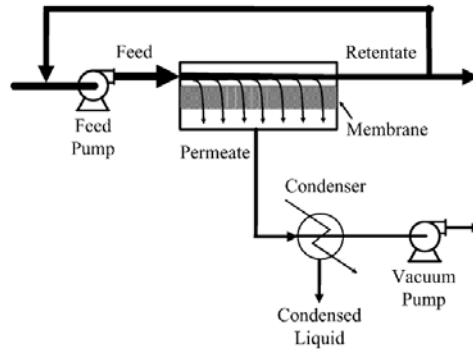 Feed
Retentate
Feed
Pump
Membrane
Permeate
Condenser
Vacuum
Pump
Condensed
Liquid